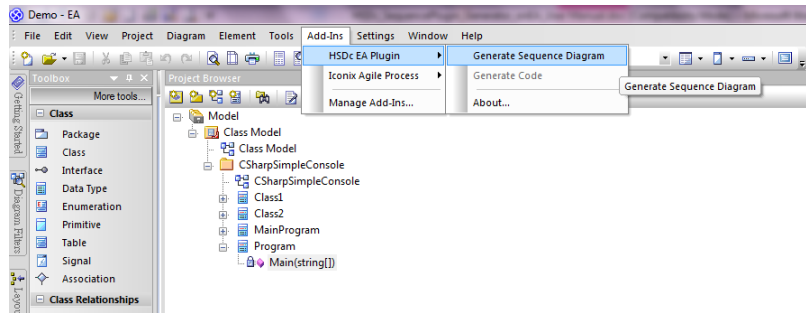 Demo - EA
File Edit View Project Diagram Element Tools Add-Ins Settings Window Help
HSDc EA Plugin
Generate Sequence Diagram
Iconix Agile Process
Generate Code
Generate Sequence Diagram
Manage Add-Ins...
About...
Toolbox
Project Browser
More tools...
Getting Started
Diagram Filters
Class
Package
Class
Interface
Data Type
Enumeration
Primitive
Table
Signal
Association
Class Relationships
Model
Class Model
Class Model
CSharpSimpleConsole
CSharpSimpleConsole
Class1
Class2
MainProgram
Program
Main(string[])